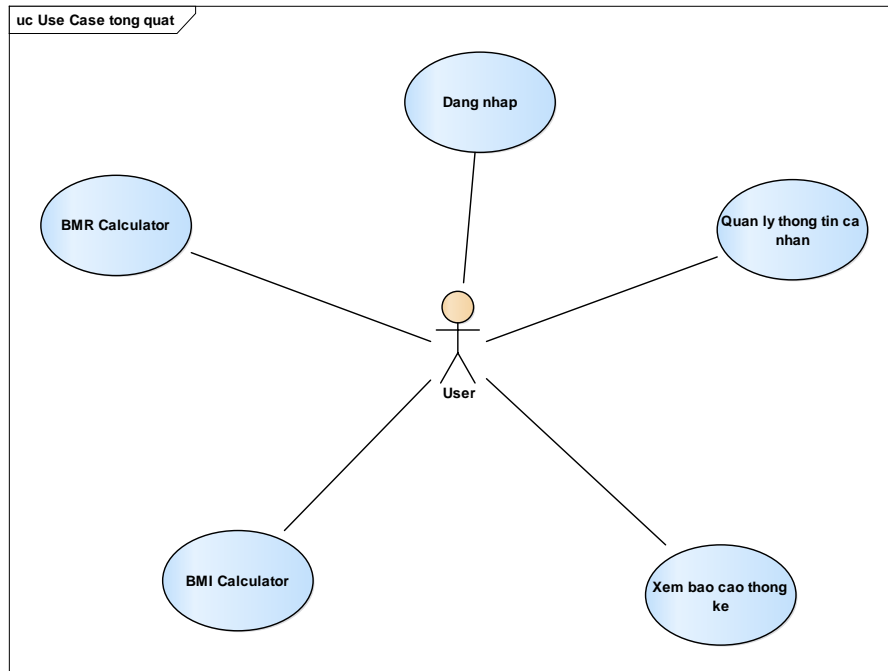 uc Use Case tong quat
Dang nhap
BMR Calculator
Quan ly thong tin ca
nhan
User
BMI Calculator
Xem bao cao thong
ke